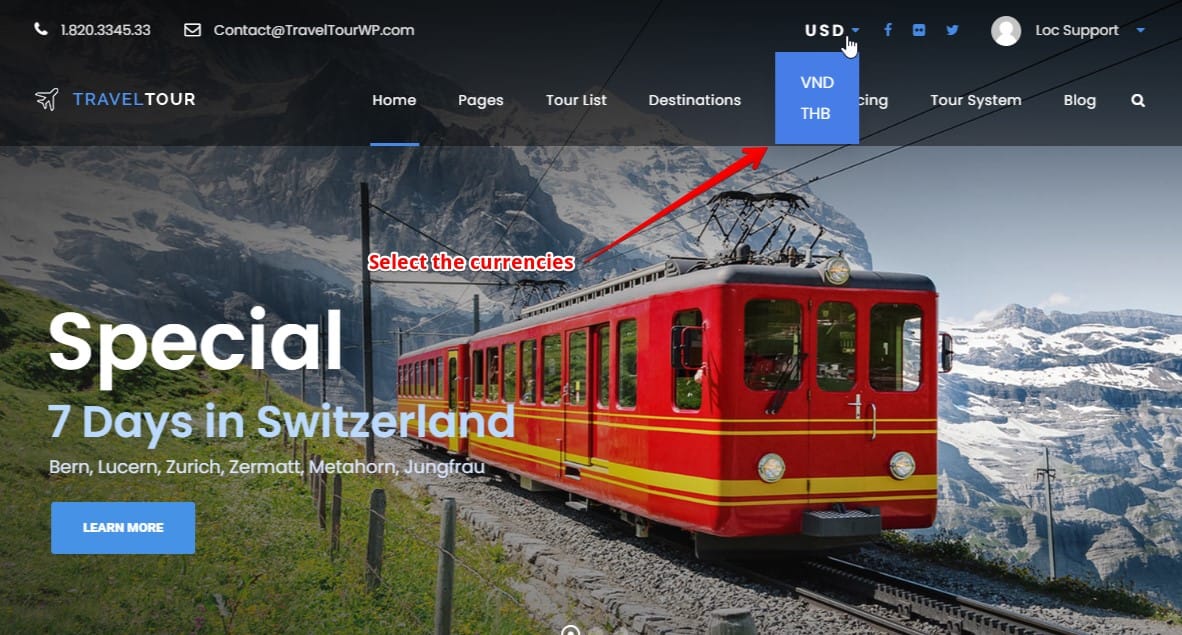 1.820.3345.33
Contact@TravelTourWP.com
USD
Loc Support
TRAVELTOUR
Home
Pages
Tour List
Destinations
VND
THB
cing
Tour System
Blog
Select the currencies
Special
7 Days in Switzerland
Bern, Lucern, Zurich, Zermatt, Metahorn, Jungfrau
LEARN MORE